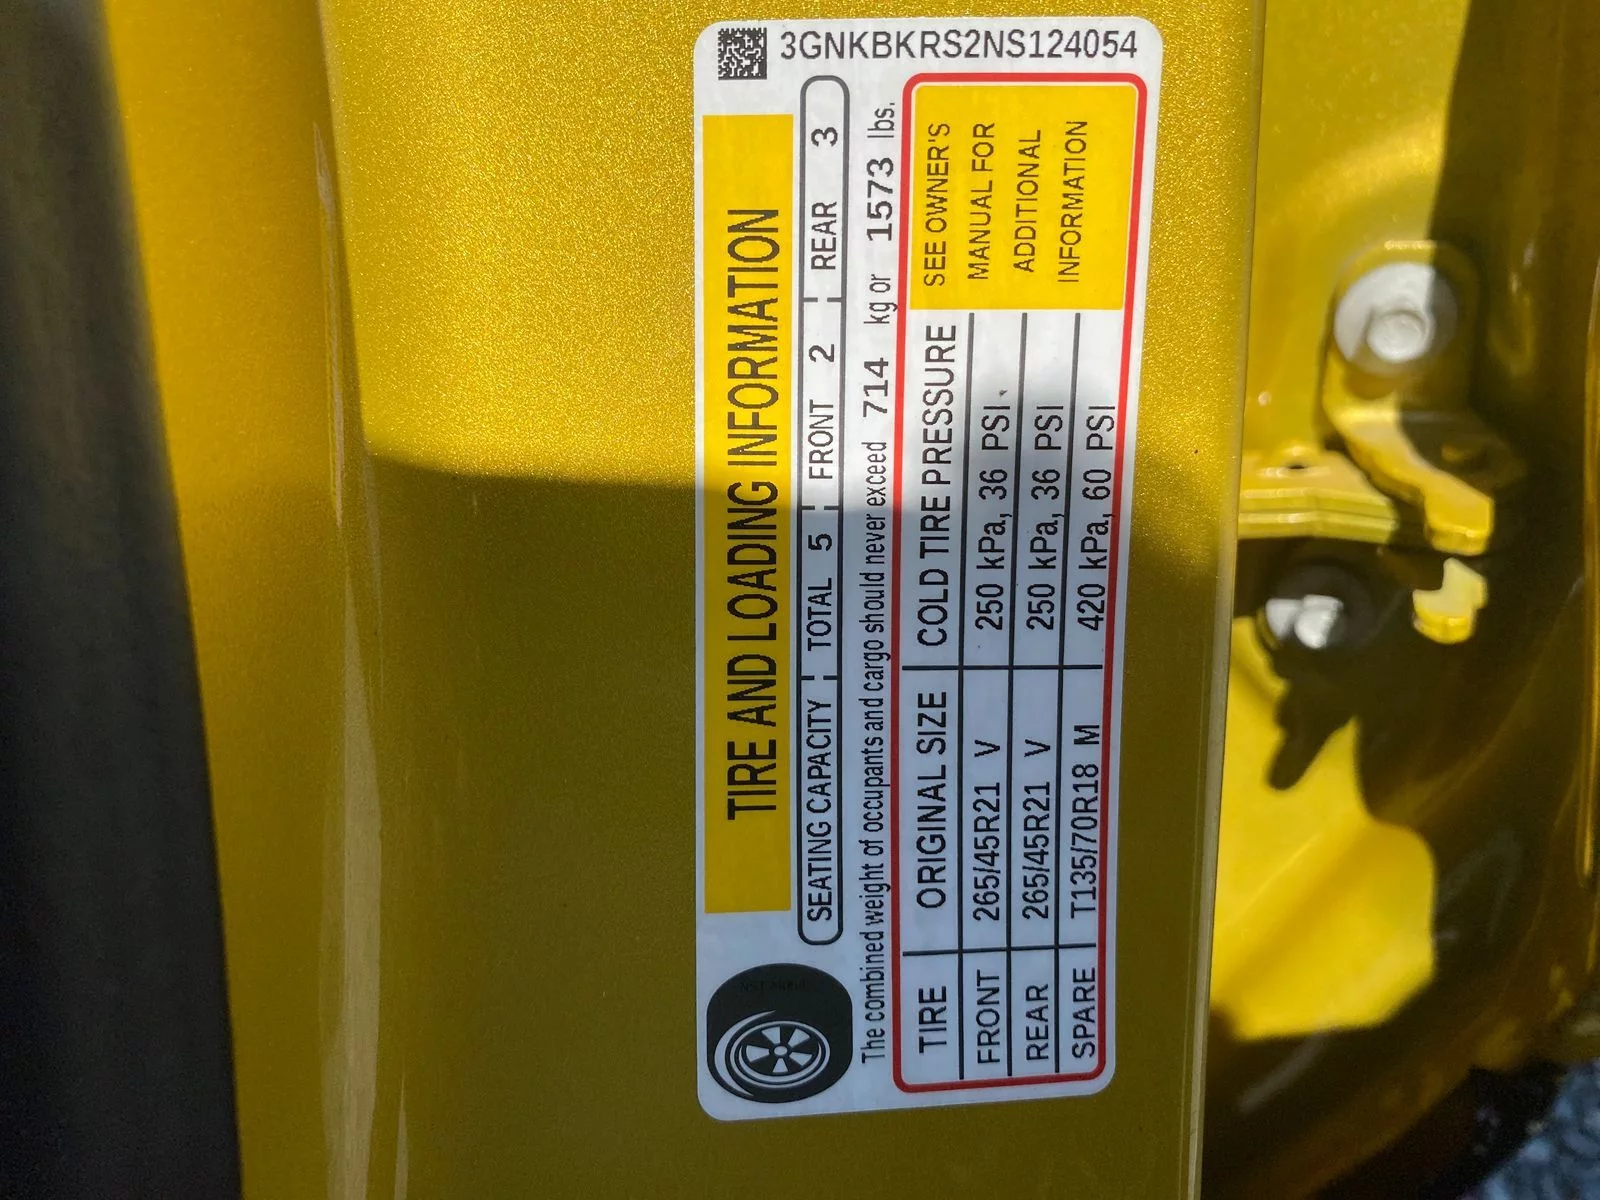 3GNKBKRS2NS124054
TIRE AND LOADING INFORMATION
SEATING CAPACITY TOTAL 5 FRONT 2 REAR 3
The combined weight of occupants and cargo should never exceed 714 kg or 1573 lbs.
TIRE ORIGINAL SIZE COLD TIRE PRESSURE
FRONT 265/45R21 V 250 kPa, 36 PSI
REAR 265/45R21 V 250 kPa, 36 PSI
SPARE T135/70R18 M 420 kPa, 60 PSI
SEE OWNER'S
MANUAL FOR
ADDITIONAL
INFORMATION